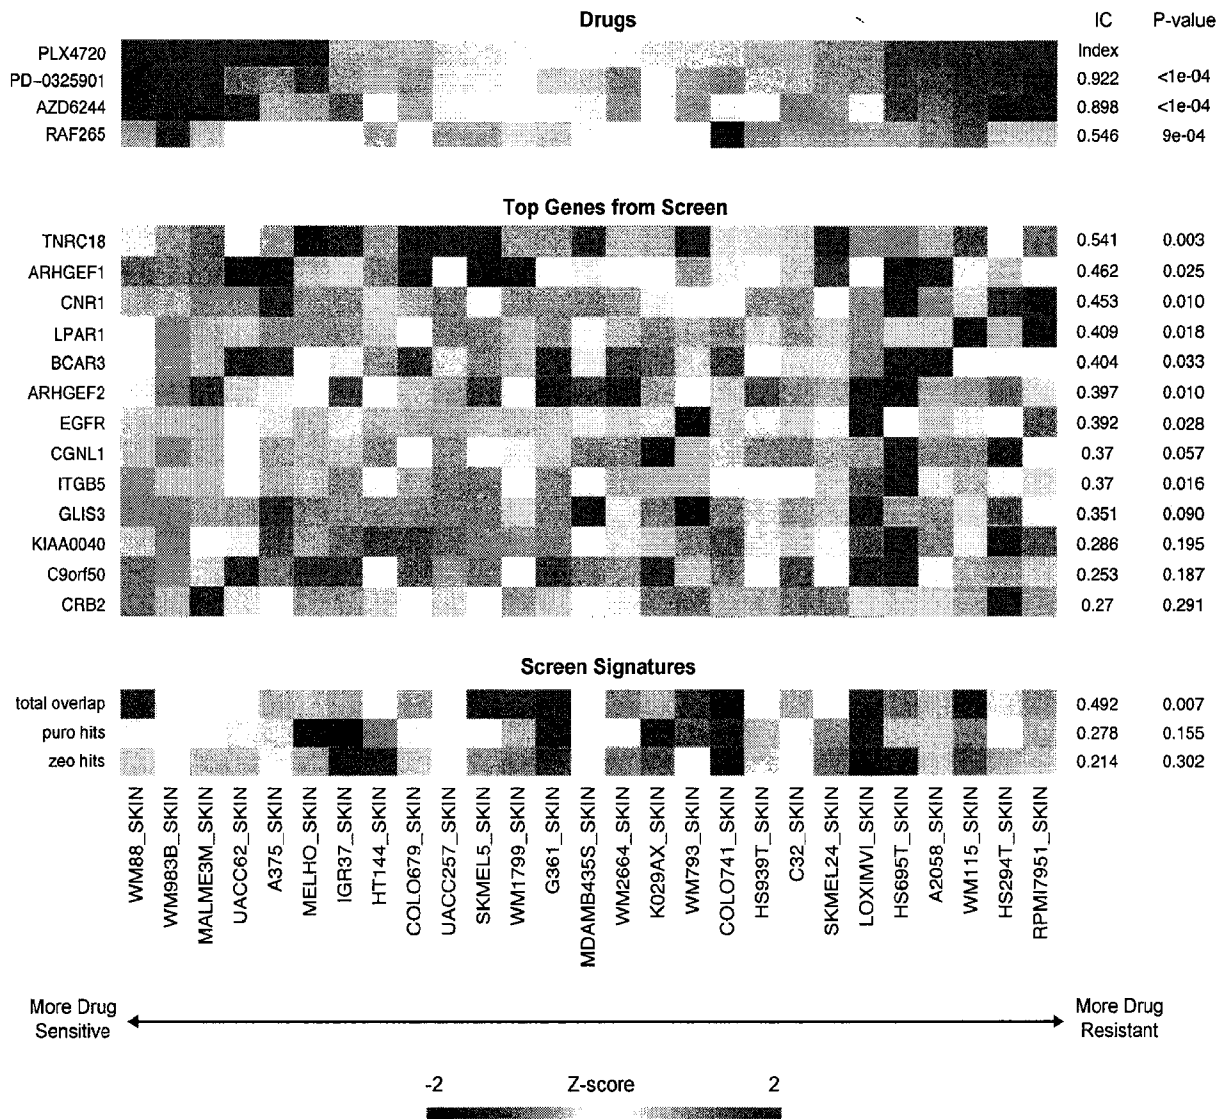 Drugs IC P-value
PLX4720 Index
PD-0325901 0.922 <1e-04
AZD6244 0.898 <1e-04
RAF265 0.546 9e-04
Top Genes from Screen
TNRC18 0.541 0.003
ARHGEF1 0.462 0.025
CNR1 0.453 0.010
LPAR1 0.409 0.018
BCAR3 0.404 0.033
ARHGEF2 0.397 0.010
EGFR 0.392 0.028
CGNL1 0.37 0.057
ITGB5 0.37 0.016
GLIS3 0.351 0.090
KIAA0040 0.286 0.195
C9orf50 0.253 0.187
CRB2 0.27 0.291
Screen Signatures
total overlap 0.492 0.007
puro hits 0.278 0.155
zeo hits 0.214 0.302
WM88_SKIN
WM983B_SKIN
MALME3M_SKIN
UACC62_SKIN
A375_SKIN
MELHO_SKIN
IGR37_SKIN
HT144_SKIN
COLO679_SKIN
UACC257_SKIN
SKMEL5_SKIN
WM1799_SKIN
G361_SKIN
MDAMB435S_SKIN
WM2664_SKIN
K029AX_SKIN
WM793_SKIN
COLO741_SKIN
HS939T_SKIN
C32_SKIN
SKMEL24_SKIN
LOXIMVI_SKIN
HS695T_SKIN
A2058_SKIN
WM115_SKIN
HS294T_SKIN
RPMI7951_SKIN
More Drug Sensitive
More Drug Resistant
-2 Z-score 2